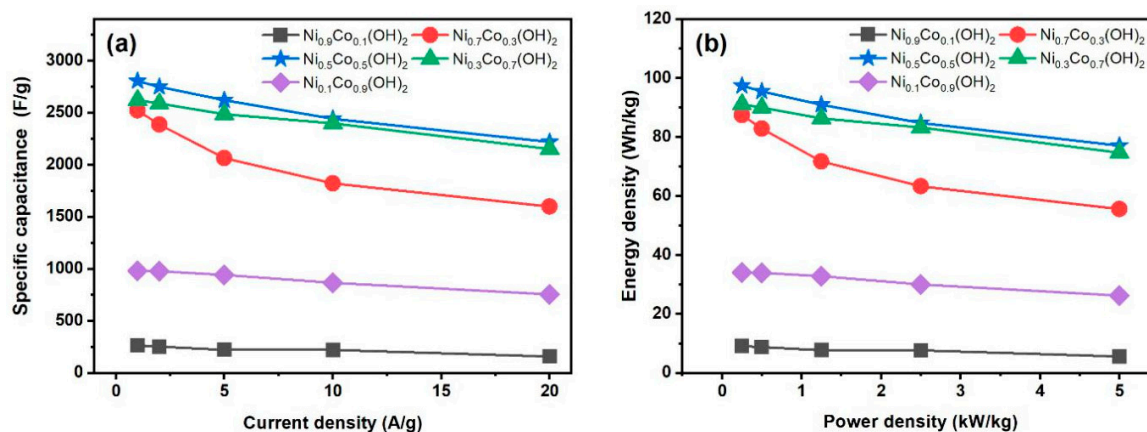 (a)
Ni0.9Co0.1(OH)2 Ni0.7Co0.3(OH)2
Ni0.5Co0.5(OH)2 Ni0.3Co0.7(OH)2
Ni0.1Co0.9(OH)2
Specific capacitance (F/g)
3000
2500
2000
1500
1000
500
0
0 5 10 15 20
Current density (A/g)
(b)
Ni0.9Co0.1(OH)2 Ni0.7Co0.3(OH)2
Ni0.5Co0.5(OH)2 Ni0.3Co0.7(OH)2
Ni0.1Co0.9(OH)2
Energy density (Wh/kg)
120
100
80
60
40
20
0
0 1 2 3 4 5
Power density (kW/kg)